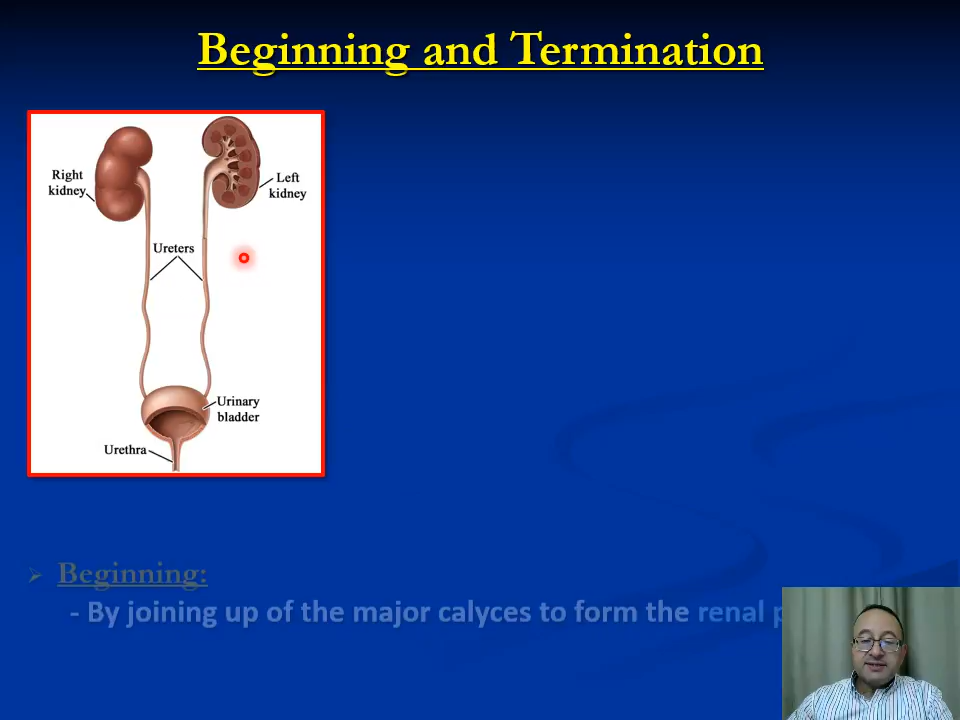 Beginning and Termination
Right
kidney
Left
kidney
Ureters
Urinary
bladder
Urethra
Beginning:
- By joining up of the major calyces to form the renal